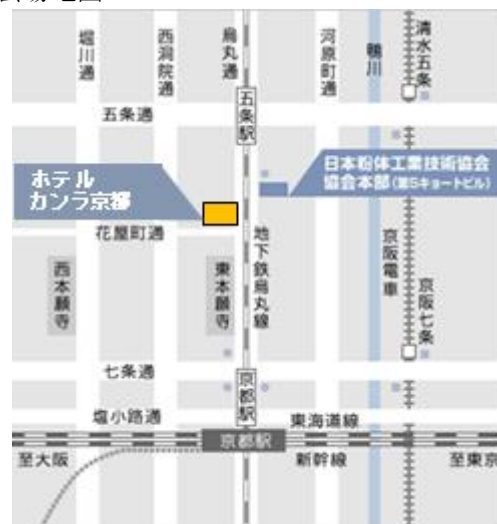 堀川通
西洞院通
烏丸通
河原町通
鴨川
清水五条
五条駅
五条通
日本粉体工業技術協会
協会本部(第5キョートビル)
ホテル
カンラ京都
花屋町通
地下鉄烏丸線
京阪電車
京阪七条
西本願寺
東本願寺
七条通
京都駅
塩小路通
東海道線
京都駅
至大阪
新幹線
至東京